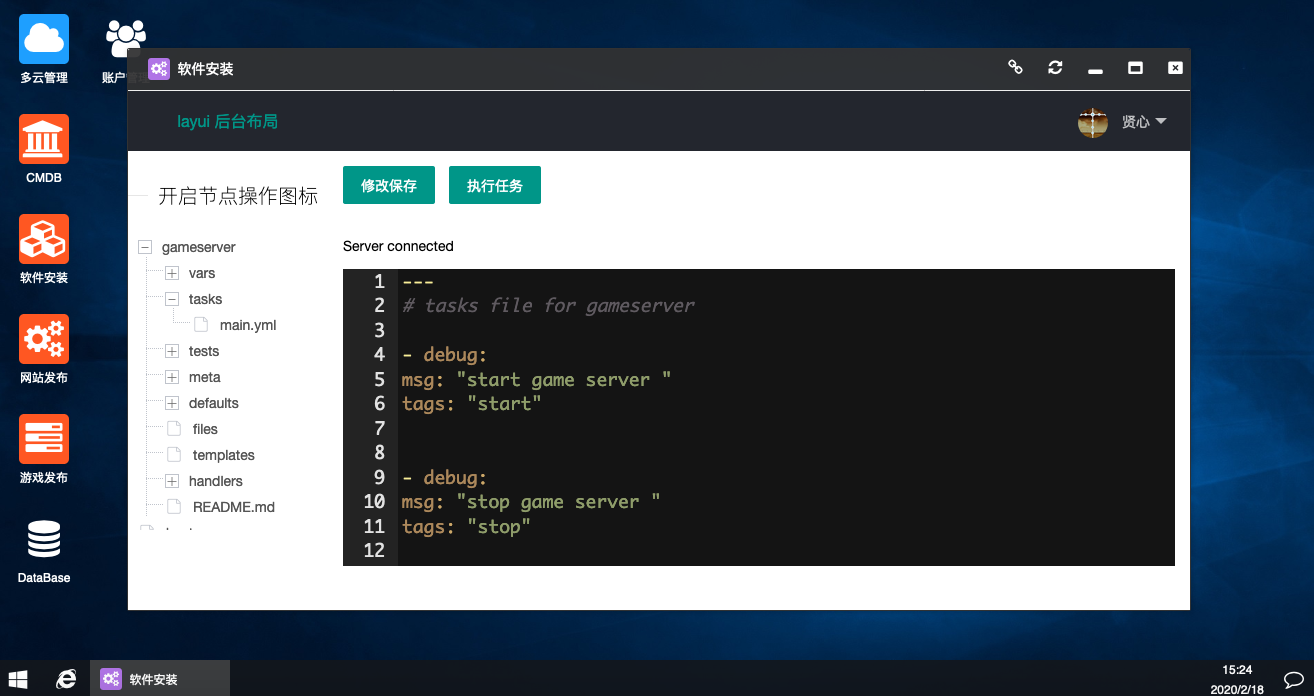 多云管理
账户管理
CMDB
软件安装
网站发布
游戏发布
DataBase
软件安装
layui 后台布局
贤心
开启节点操作图标
gameserver
vars
tasks
main.yml
tests
meta
defaults
files
templates
handlers
README.md
修改保存
执行任务
Server connected
1 ---
2 # tasks file for gameserver
3
4 - debug:
5 msg: "start game server "
6 tags: "start"
7
8
9 - debug:
10 msg: "stop game server "
11 tags: "stop"
12
软件安装
15:24
2020/2/18